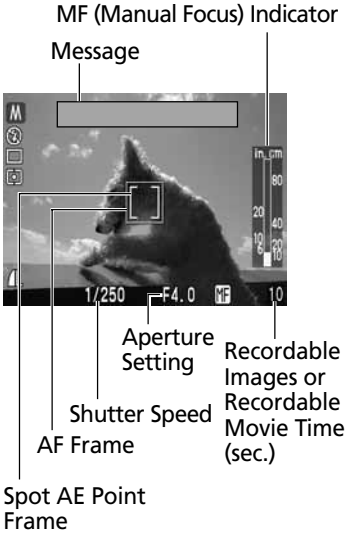 MF (Manual Focus) Indicator
Message
M
in. cm
80
20
40
10
20
6
10
1/250
F4.0
MF
10
Aperture
Setting
Recordable
Images or
Recordable
Movie Time
(sec.)
Shutter Speed
AF Frame
Spot AE Point
Frame